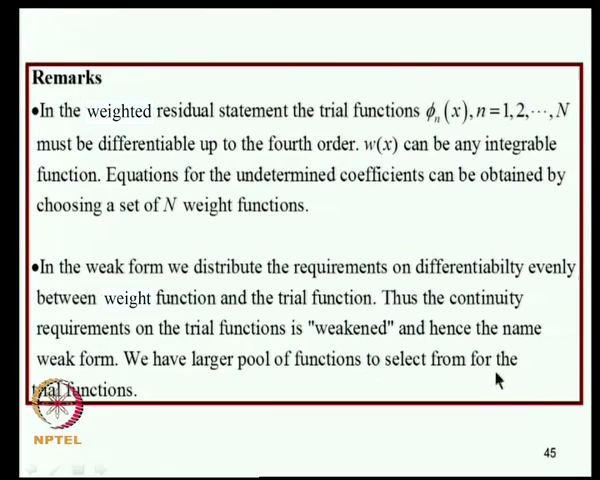 Remarks
•In the weighted residual statement the trial functions ϕₙ(x), n = 1, 2, ⋯, N
must be differentiable up to the fourth order. w(x) can be any integrable
function. Equations for the undetermined coefficients can be obtained by
choosing a set of N weight functions.
•In the weak form we distribute the requirements on differentiabilty evenly
between weight function and the trial function. Thus the continuity
requirements on the trial functions is "weakened" and hence the name
weak form. We have larger pool of functions to select from for the
trial functions.
NPTEL
45